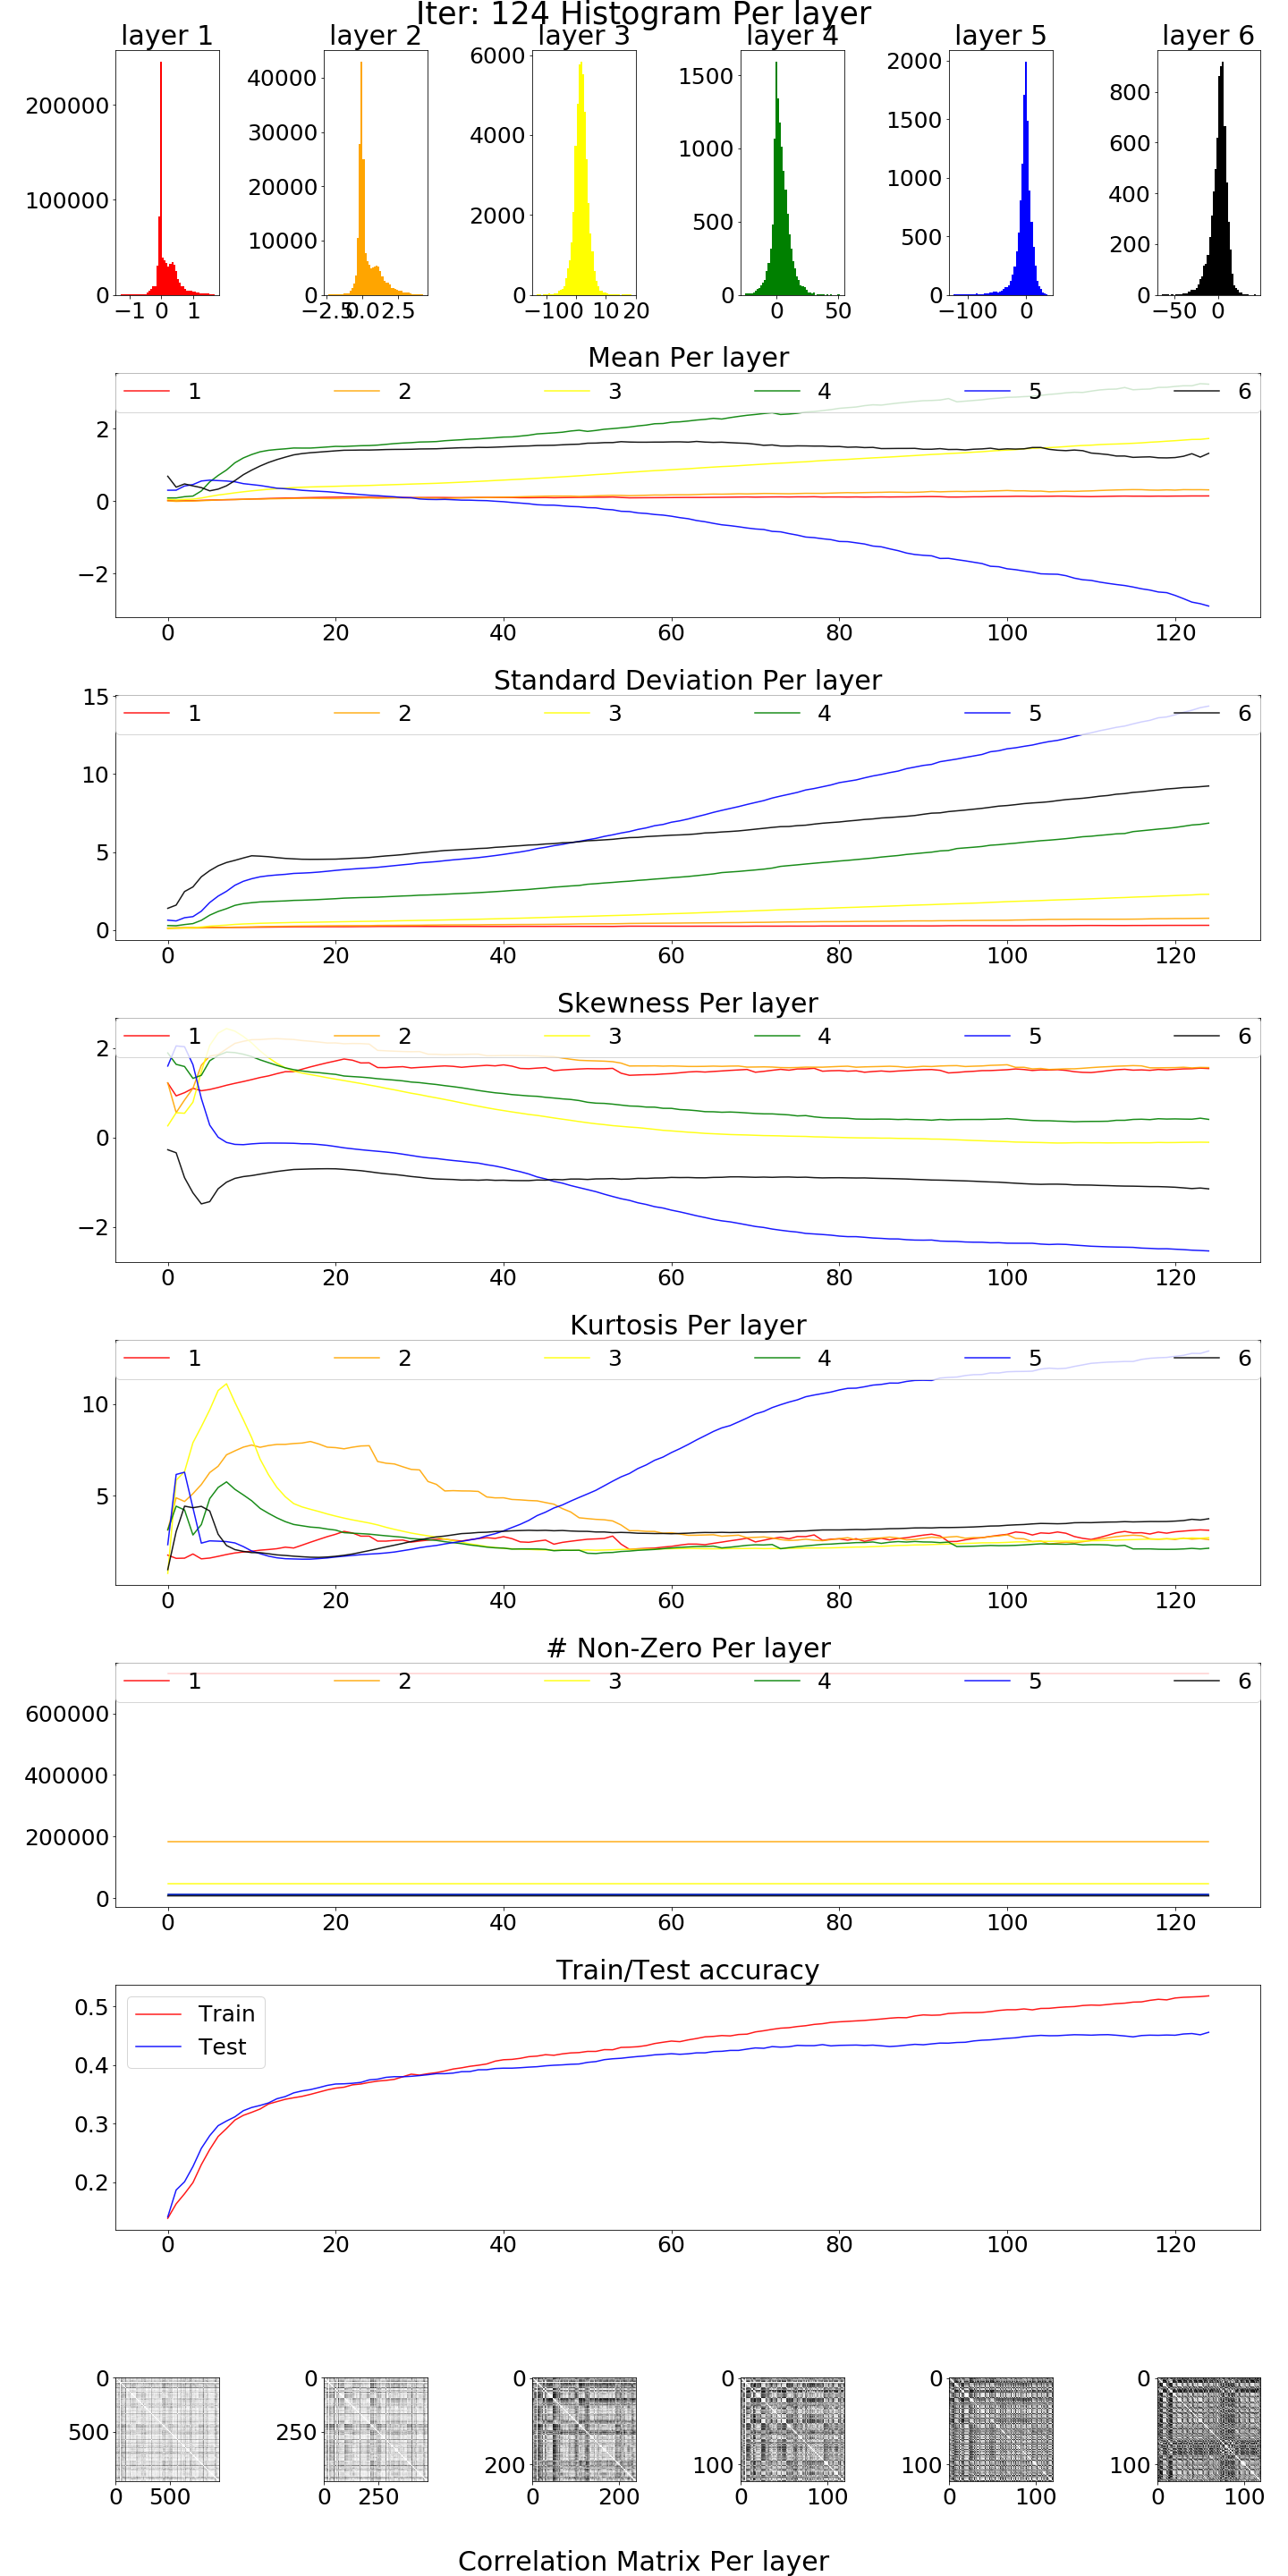 Iter: 124 Histogram Per layer
layer 1 layer 2 layer 3 layer 4 layer 5 layer 6
200000 100000 0
−1 0 1
40000 30000 20000 10000 0
−2.5 0.0 2.5
6000 4000 2000 0
−10 0 10 20
1500 1000 500 0
0 50
2000 1500 1000 500 0
−100 0
800 600 400 200 0
−50 0
Mean Per layer
1 2 3 4 5 6
2
0
−2
0 20 40 60 80 100 120
Standard Deviation Per layer
15
1 2 3 4 5 6
10
5
0
0 20 40 60 80 100 120
Skewness Per layer
1 2 3 4 5 6
2
0
−2
0 20 40 60 80 100 120
Kurtosis Per layer
1 2 3 4 5 6
10
5
0 20 40 60 80 100 120
# Non-Zero Per layer
1 2 3 4 5 6
600000
400000
200000
0
0 20 40 60 80 100 120
Train/Test accuracy
Train
Test
0.5
0.4
0.3
0.2
0 20 40 60 80 100 120
0 500
0 500
0 250
0 250
0 200
0 200
0 100
0 100
0 100
0 100
0 100
0 100
Correlation Matrix Per layer